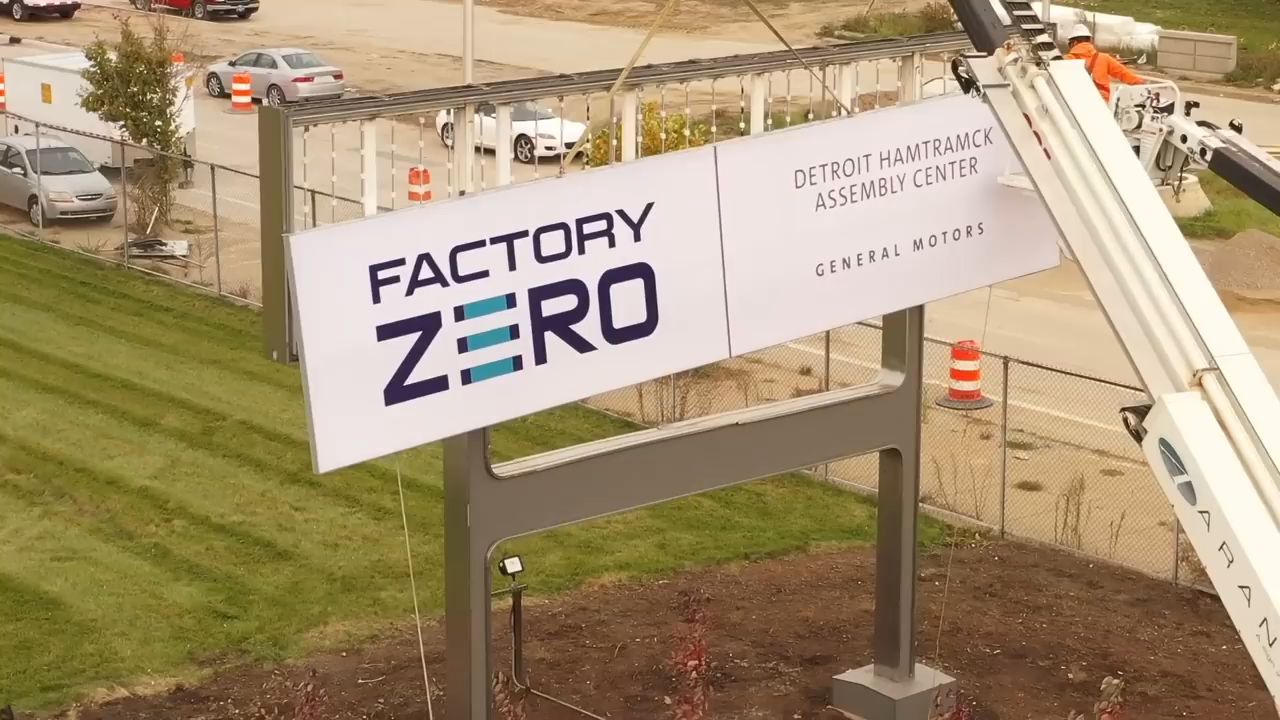 FACTORY
ZERO
DETROIT HAMTRAMCK
ASSEMBLY CENTER
GENERAL MOTORS